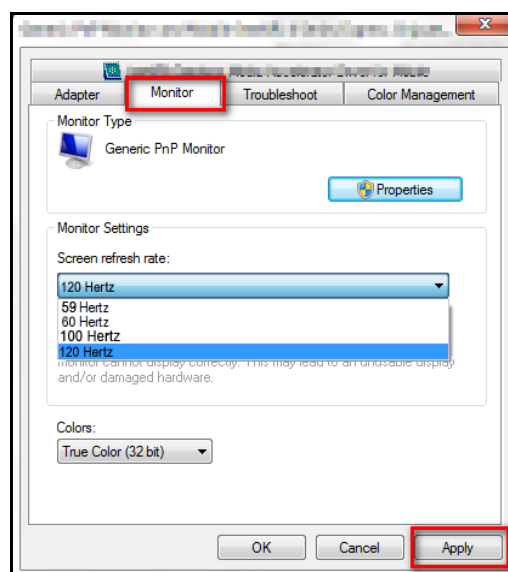 Adapter
Monitor
Troubleshoot
Color Management
Monitor Type
Generic PnP Monitor
Properties
Monitor Settings
Screen refresh rate:
120 Hertz
59 Hertz
60 Hertz
100 Hertz
120 Hertz
monitor cannot display correctly. This may lead to an unusable display
and/or damaged hardware.
Colors:
True Color (32 bit)
OK
Cancel
Apply